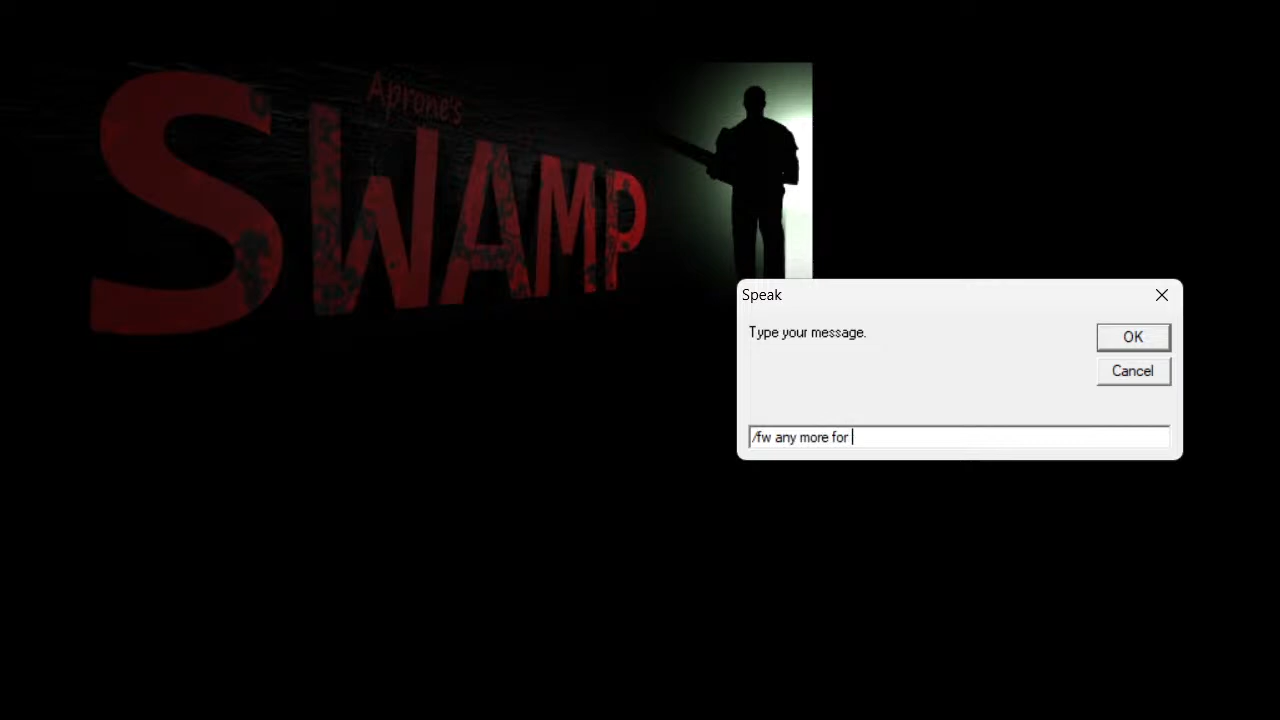 Aprone's
SWAMP
Speak
Type your message.
OK
Cancel
/fw any more for